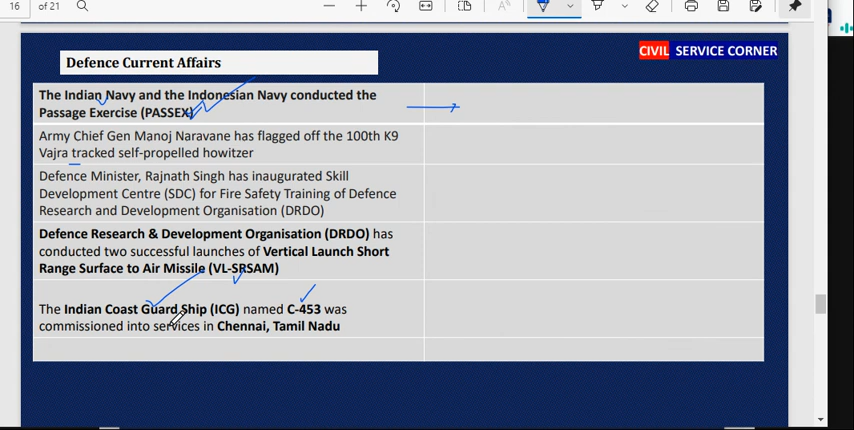 16 of 21
CIVIL SERVICE CORNER
Defence Current Affairs
The Indian Navy and the Indonesian Navy conducted the
Passage Exercise (PASSEX)
Army Chief Gen Manoj Naravane has flagged off the 100th K9
Vajra tracked self-propelled howitzer
Defence Minister, Rajnath Singh has inaugurated Skill
Development Centre (SDC) for Fire Safety Training of Defence
Research and Development Organisation (DRDO)
Defence Research & Development Organisation (DRDO) has
conducted two successful launches of Vertical Launch Short
Range Surface to Air Missile (VL-SRSAM)
The Indian Coast Guard Ship (ICG) named C-453 was
commissioned into services in Chennai, Tamil Nadu